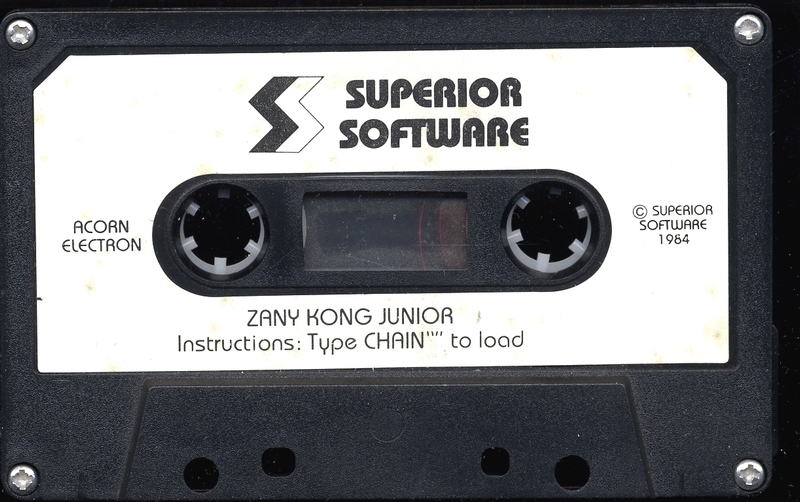 SUPERIOR
SOFTWARE
ACORN
ELECTRON
© SUPERIOR
SOFTWARE
1984
ZANY KONG JUNIOR
Instructions: Type CHAIN"" to load